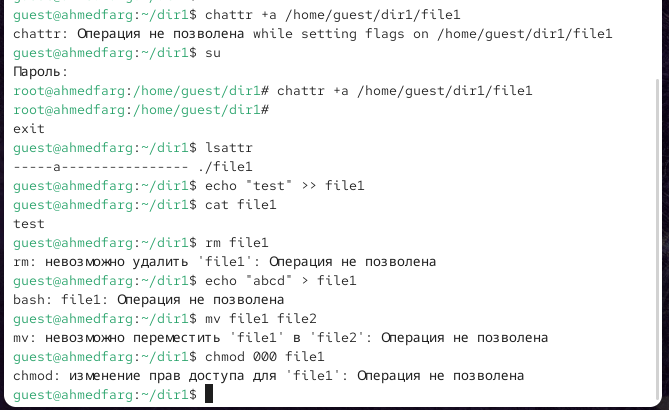 guest@ahmedfarg:~/dir1$ chattr +a /home/guest/dir1/file1
chattr: Операция не позволена while setting flags on /home/guest/dir1/file1
guest@ahmedfarg:~/dir1$ su
Пароль:
root@ahmedfarg:/home/guest/dir1# chattr +a /home/guest/dir1/file1
root@ahmedfarg:/home/guest/dir1#
exit
guest@ahmedfarg:~/dir1$ lsattr
-----a---------------- ./file1
guest@ahmedfarg:~/dir1$ echo "test" >> file1
guest@ahmedfarg:~/dir1$ cat file1
test
guest@ahmedfarg:~/dir1$ rm file1
rm: невозможно удалить 'file1': Операция не позволена
guest@ahmedfarg:~/dir1$ echo "abcd" > file1
bash: file1: Операция не позволена
guest@ahmedfarg:~/dir1$ mv file1 file2
mv: невозможно переместить 'file1' в 'file2': Операция не позволена
guest@ahmedfarg:~/dir1$ chmod 000 file1
chmod: изменение прав доступа для 'file1': Операция не позволена
guest@ahmedfarg:~/dir1$